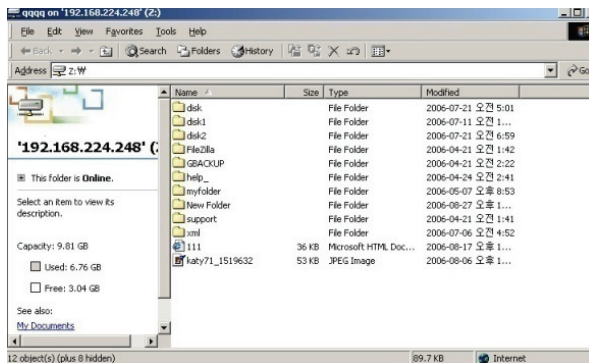 qqqq on '192.168.224.248' (Z:)
File Edit View Favorites Tools Help
Back Search Folders History
Address Z:₩ Go
Name Size Type Modified
disk File Folder 2006-07-21 오전 5:01
dsk1 File Folder 2006-07-11 오전 1...
dsk2 File Folder 2006-07-21 오전 6:59
FileZilla File Folder 2006-04-21 오전 1:42
GBACKUP File Folder 2006-04-21 오전 2:22
help_ File Folder 2006-04-24 오전 2:41
myfolder File Folder 2006-05-07 오후 8:53
New Folder File Folder 2006-08-27 오후 1...
support File Folder 2006-04-21 오전 1:41
xml File Folder 2006-07-06 오전 4:52
111 36 KB Microsoft HTML Doc... 2006-08-17 오후 1...
katy71_1519632 53 KB JPEG Image 2006-08-06 오후 1...
'192.168.224.248' (
This folder is Online.
Select an item to view its
description.
Capacity: 9.81 GB
Used: 6.76 GB
Free: 3.04 GB
See also:
My Documents
12 object(s) (plus 8 hidden) 89.7 KB Internet